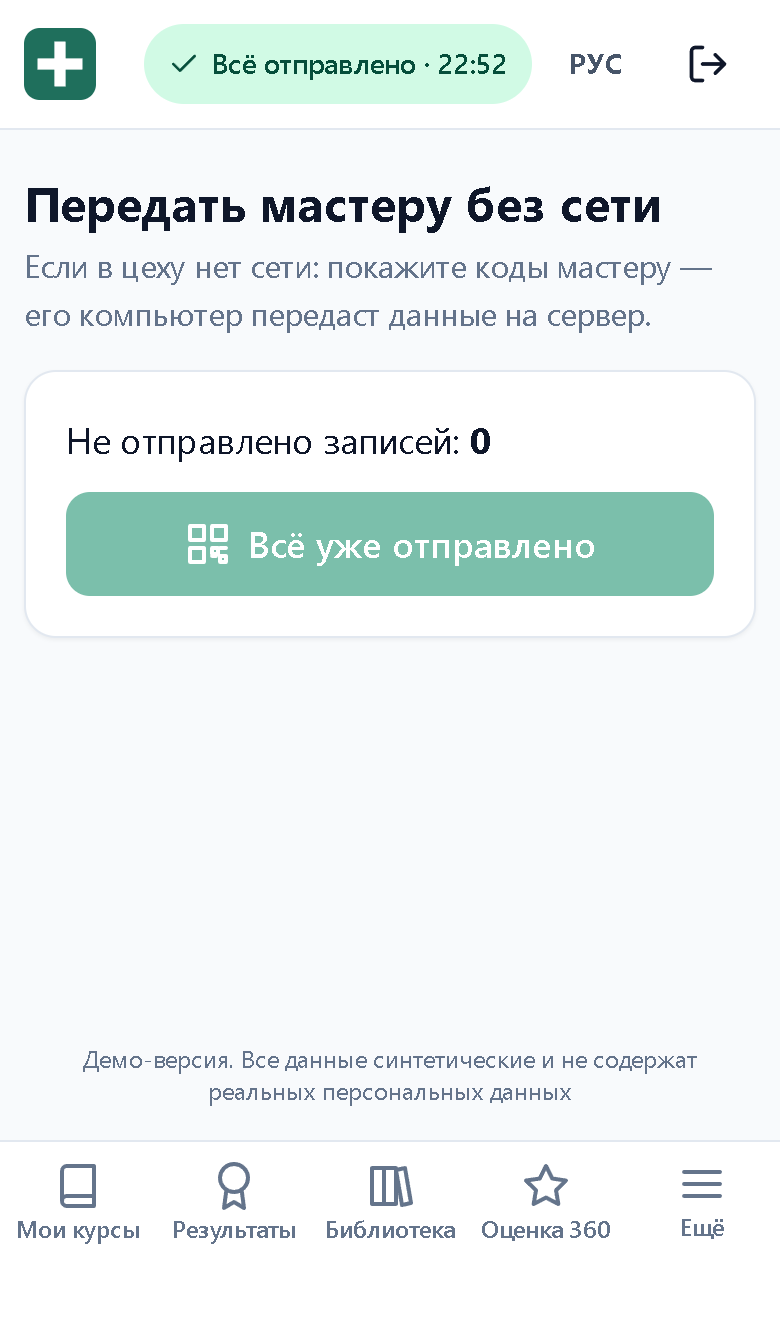 Всё отправлено · 22:52
РУС
Передать мастеру без сети
Если в цеху нет сети: покажите коды мастеру —
его компьютер передаст данные на сервер.
Не отправлено записей: 0
Всё уже отправлено
Демо-версия. Все данные синтетические и не содержат
реальных персональных данных
Мои курсы
Результаты
Библиотека
Оценка 360
Ещё